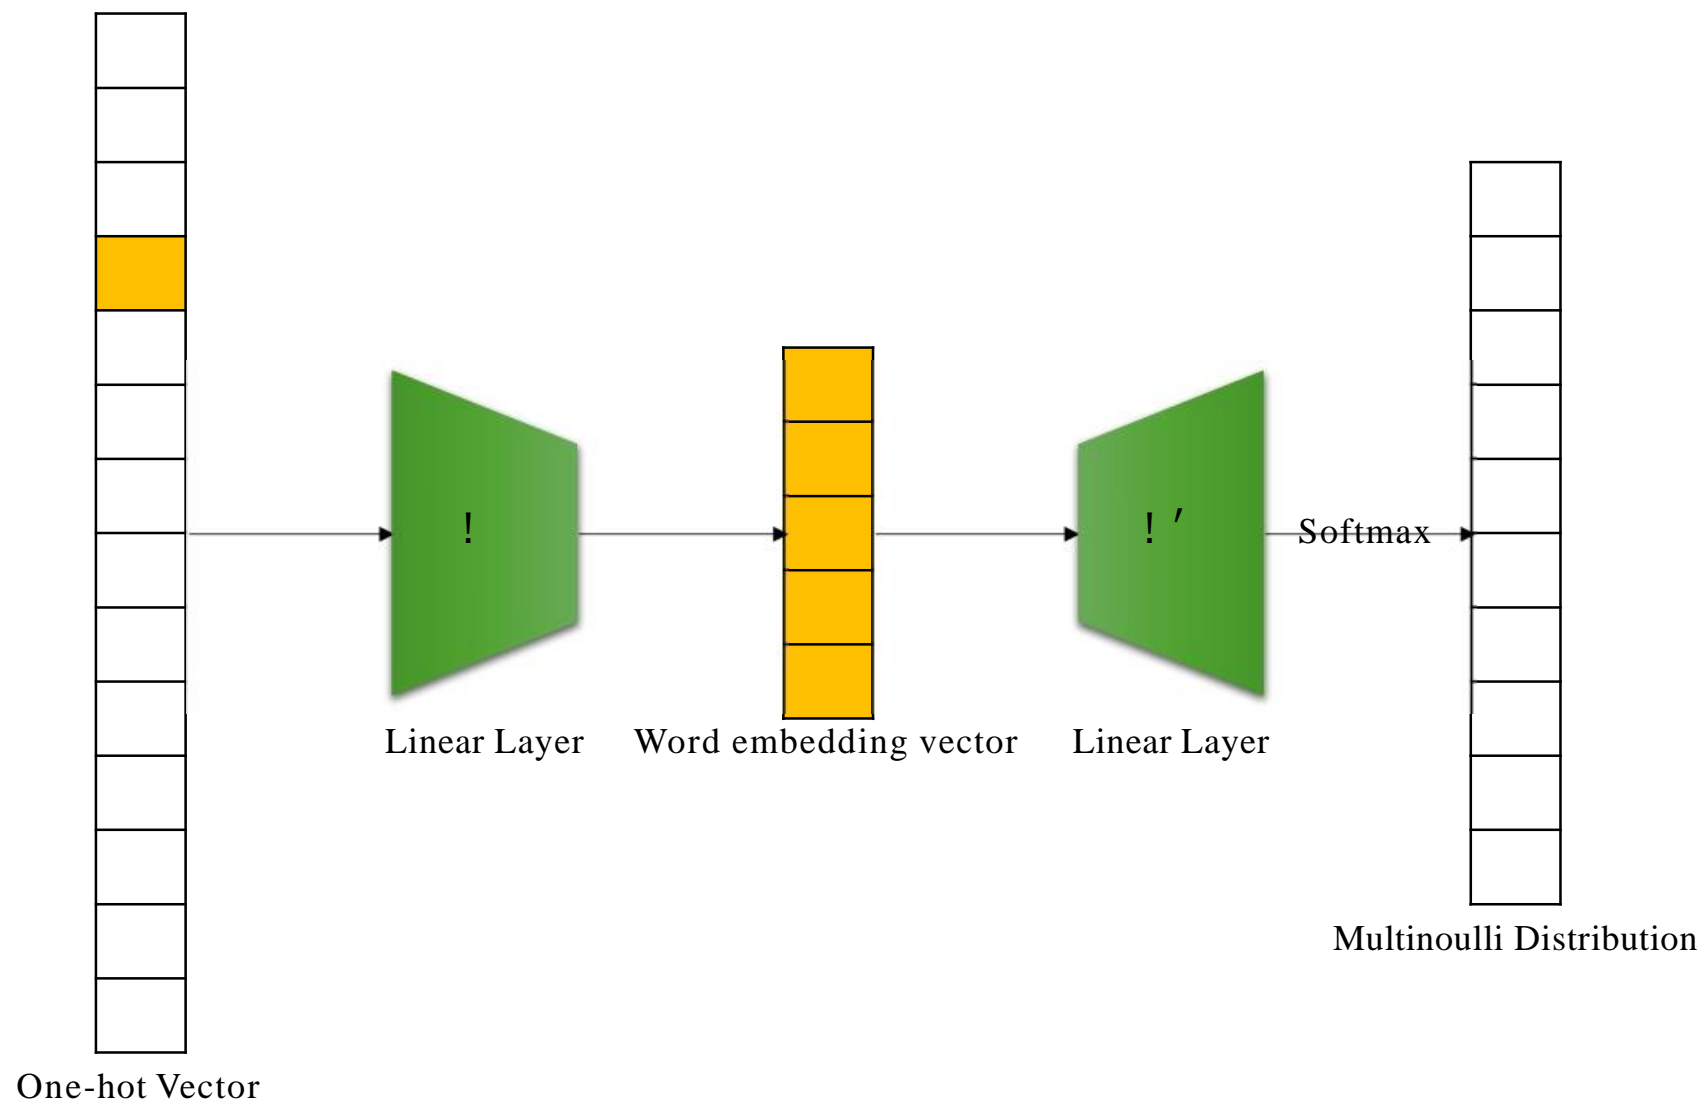 !
! ′
Softmax
Linear Layer
Word embedding vector
Linear Layer
Multinoulli Distribution
One-hot Vector